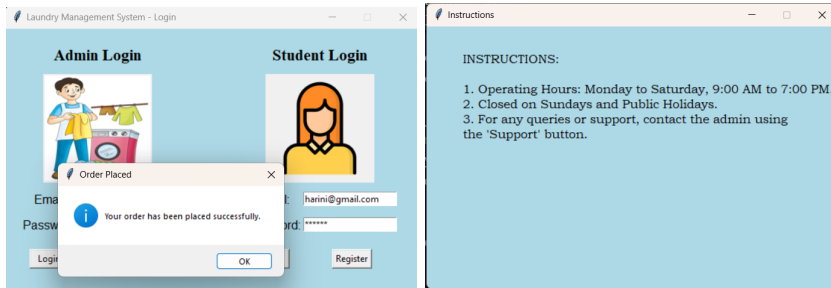 Laundry Management System - Login
Admin Login
Student Login
Order Placed
Your order has been placed successfully.
OK
harini@gmail.com
******
Register
Instructions
INSTRUCTIONS:
1. Operating Hours: Monday to Saturday, 9:00 AM to 7:00 PM
2. Closed on Sundays and Public Holidays.
3. For any queries or support, contact the admin using
the 'Support' button.